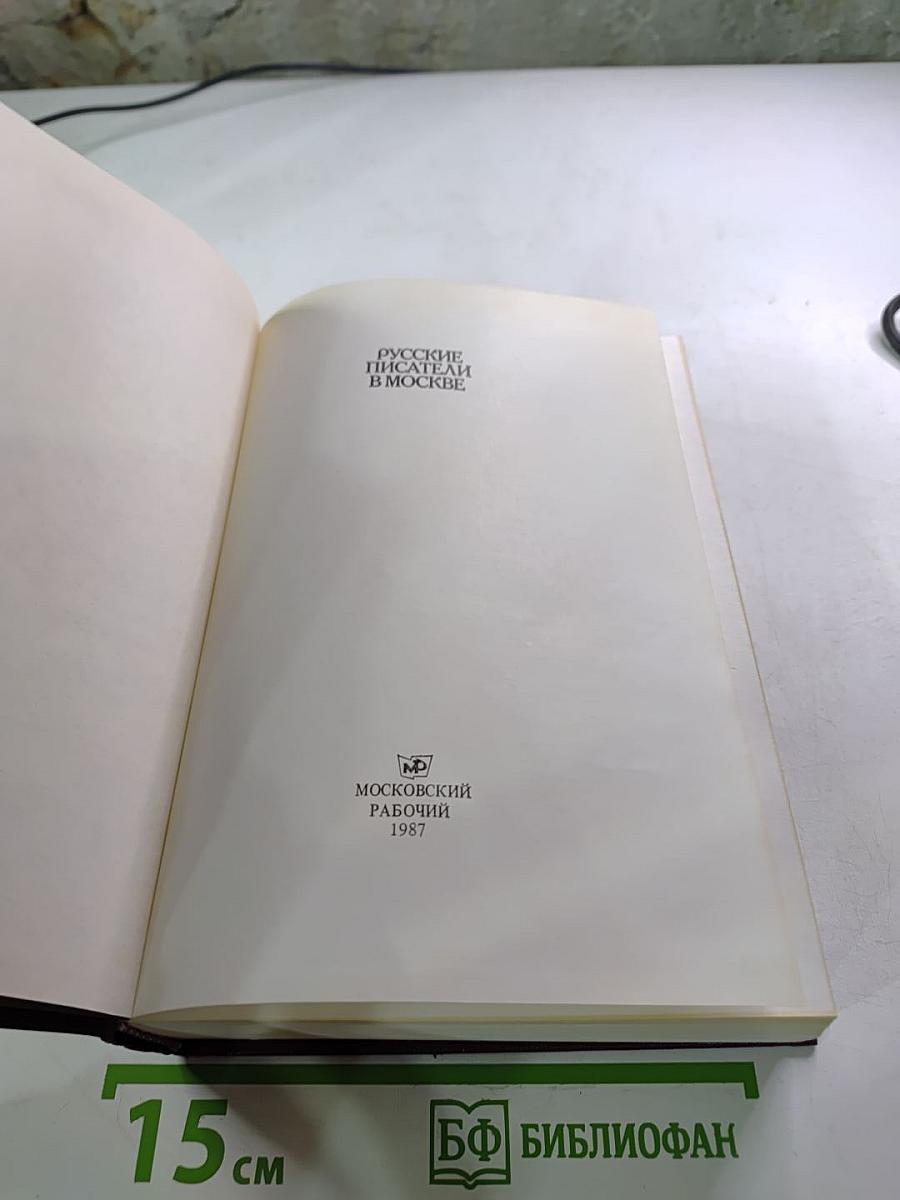 РУССКИЕ
ПИСАТЕЛИ
В МОСКВЕ
МР
МОСКОВСКИЙ
РАБОЧИЙ
1987
15 см
БФ БИБЛИОФАН